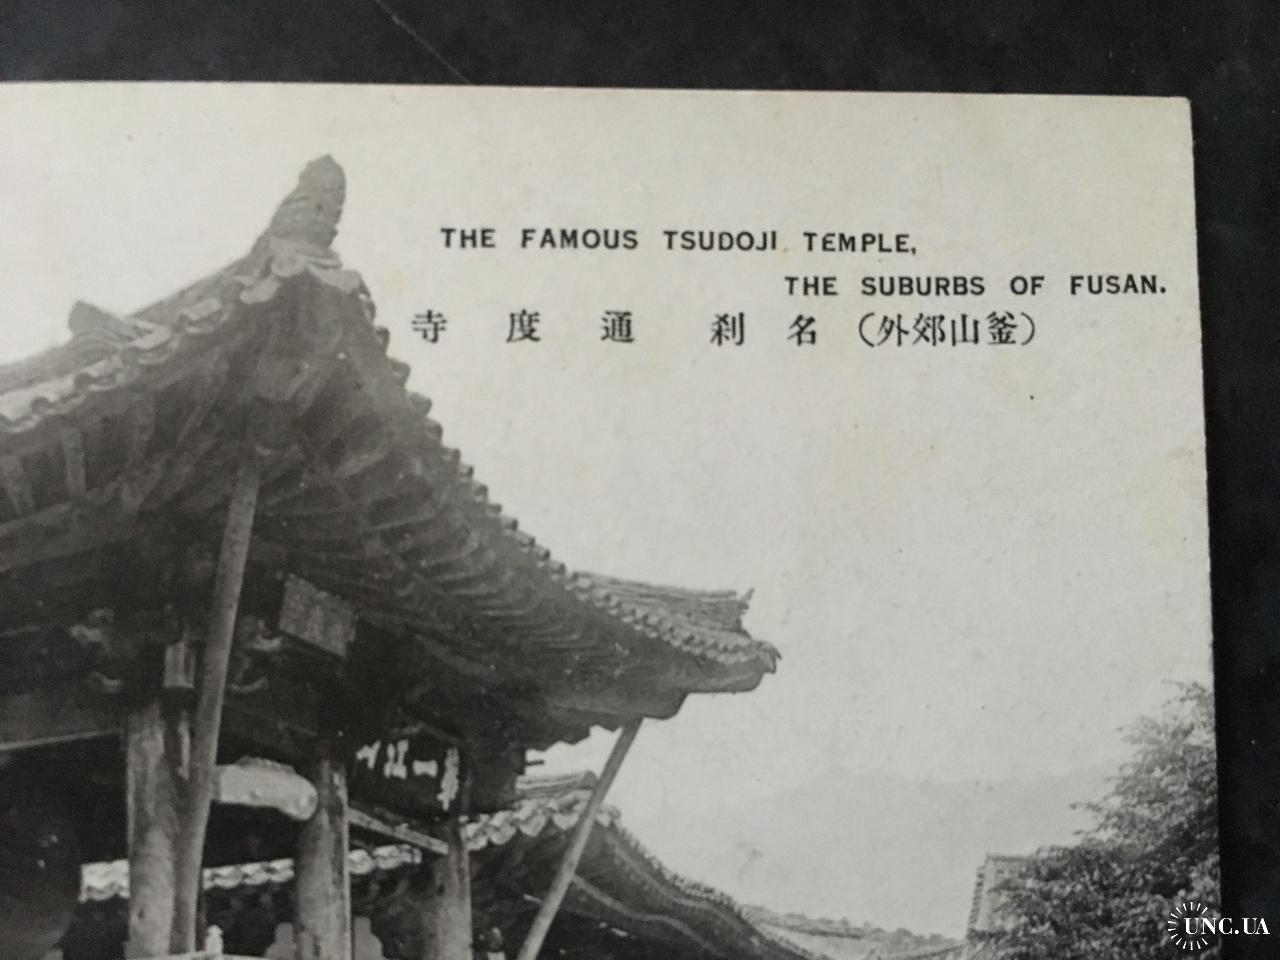 THE FAMOUS TSUDOJI TEMPLE,
THE SUBURBS OF FUSAN.
（釜山郊外）名刹 通度寺
UNC.UA